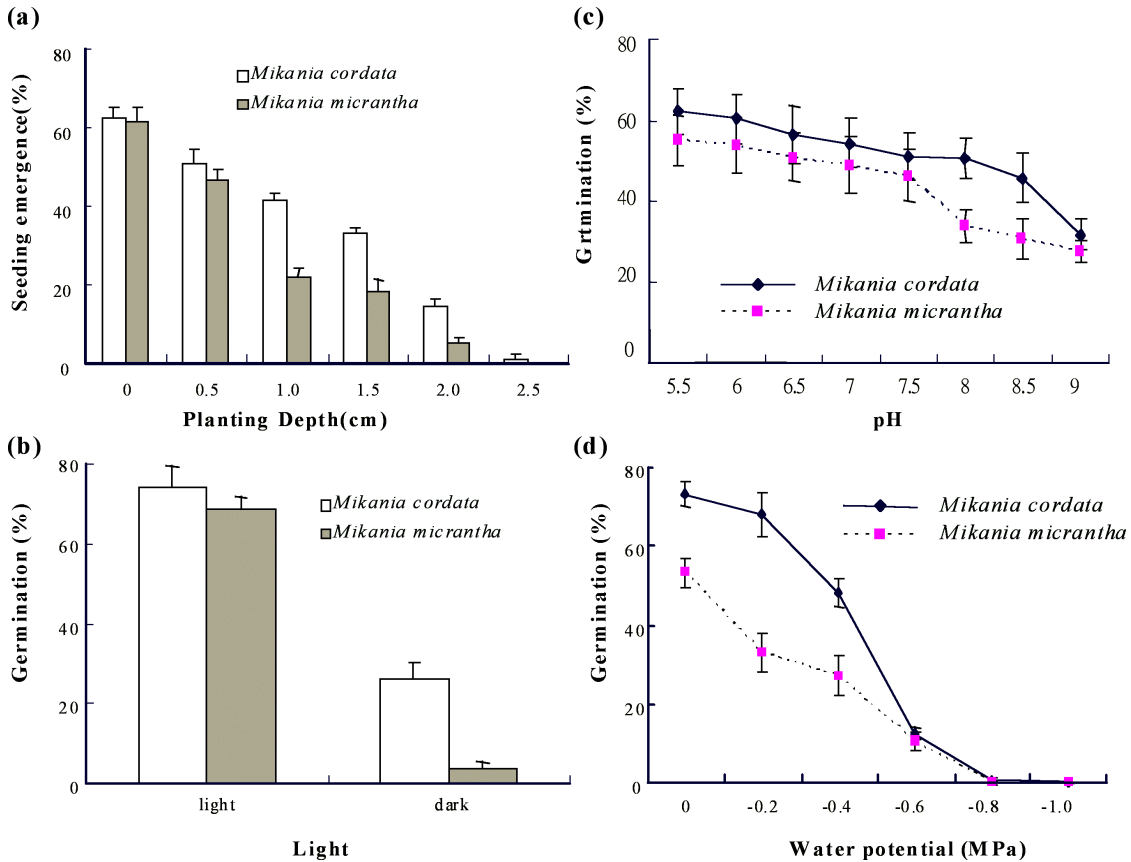 (a)
80
60
40
20
0
Seeding emergence(%)
Mikania cordata
Mikania micrantha
0 0.5 1.0 1.5 2.0 2.5
Planting Depth(cm)
(b)
80
60
40
20
0
Germination (%)
Mikania cordata
Mikania micrantha
light dark
Light
(c)
80
60
40
20
0
Grtmination (%)
Mikania cordata
Mikania micrantha
5.5 6 6.5 7 7.5 8 8.5 9
pH
(d)
80
60
40
20
0
Germination (%)
Mikania cordata
Mikania micrantha
0 -0.2 -0.4 -0.6 -0.8 -1.0
Water potential (MPa)